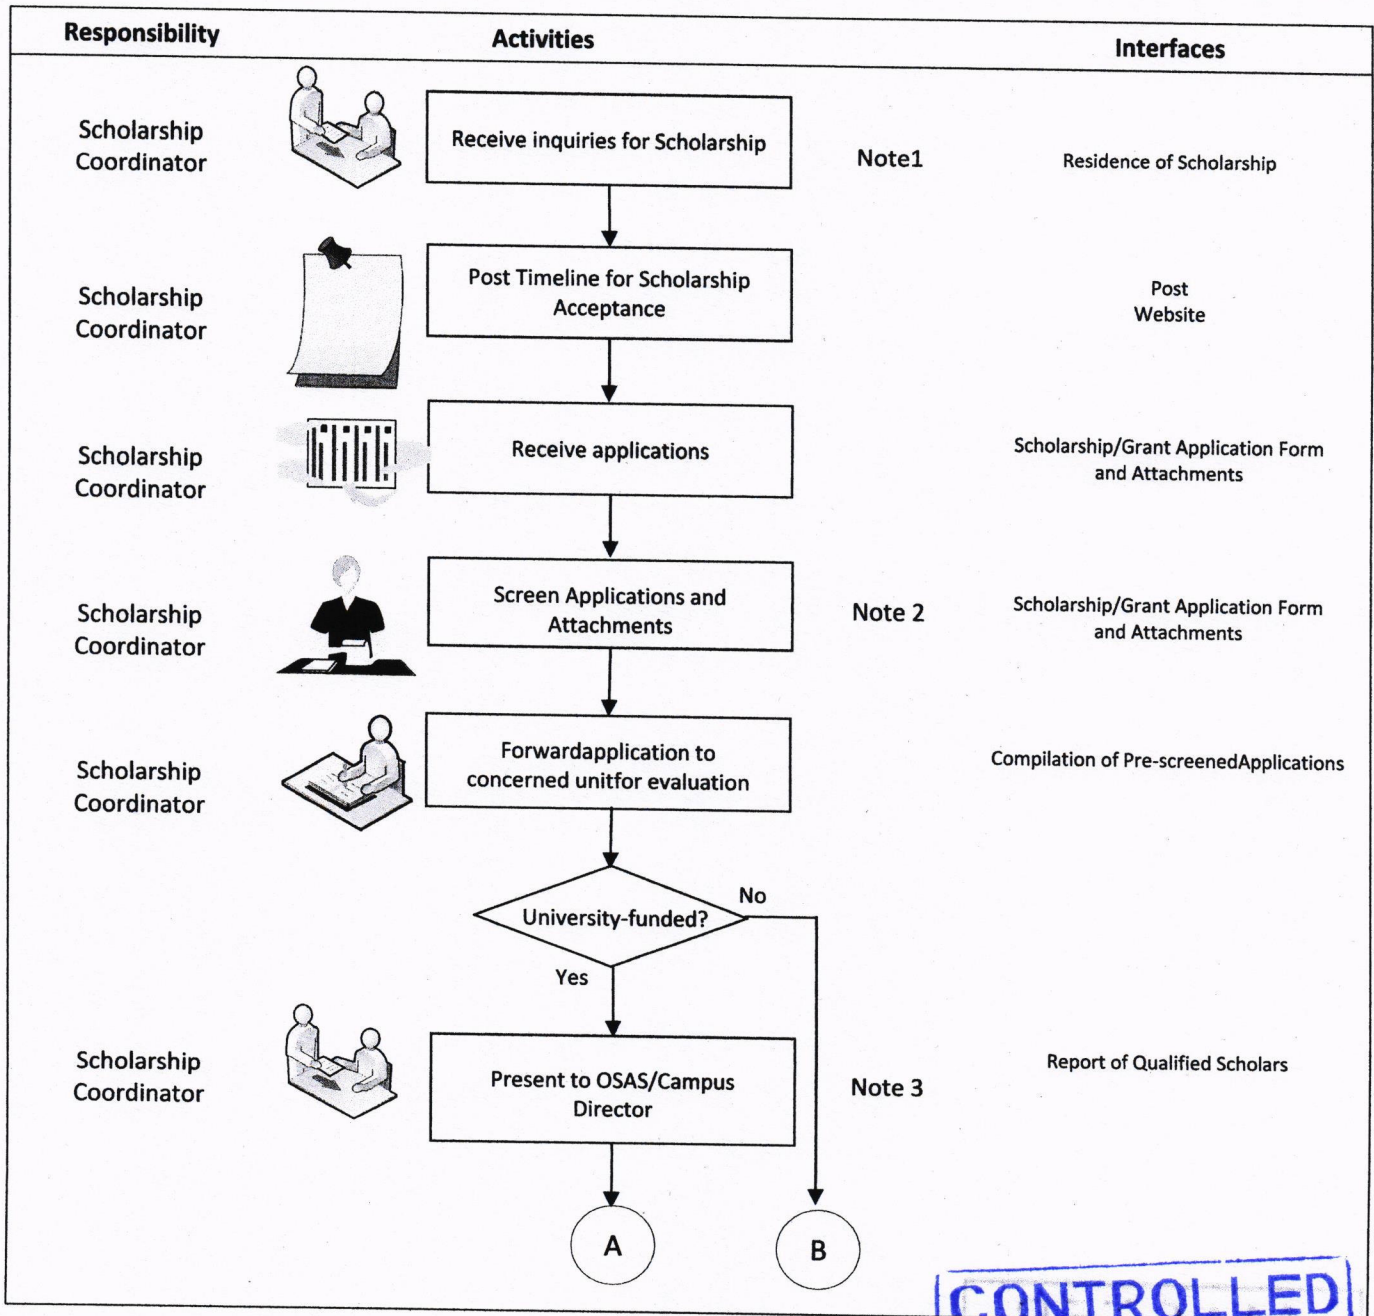 Responsibility Activities Interfaces
Scholarship
Coordinator
Receive inquiries for Scholarship
Note1
Residence of Scholarship
Scholarship
Coordinator
Post Timeline for Scholarship
Acceptance
Post
Website
Scholarship
Coordinator
Receive applications
Scholarship/Grant Application Form
and Attachments
Scholarship
Coordinator
Screen Applications and
Attachments
Note 2
Scholarship/Grant Application Form
and Attachments
Scholarship
Coordinator
Forwardapplication to
concerned unitfor evaluation
Compilation of Pre-screenedApplications
University-funded?
No
Yes
Scholarship
Coordinator
Present to OSAS/Campus
Director
Note 3
Report of Qualified Scholars
A
B
CONTROLLED